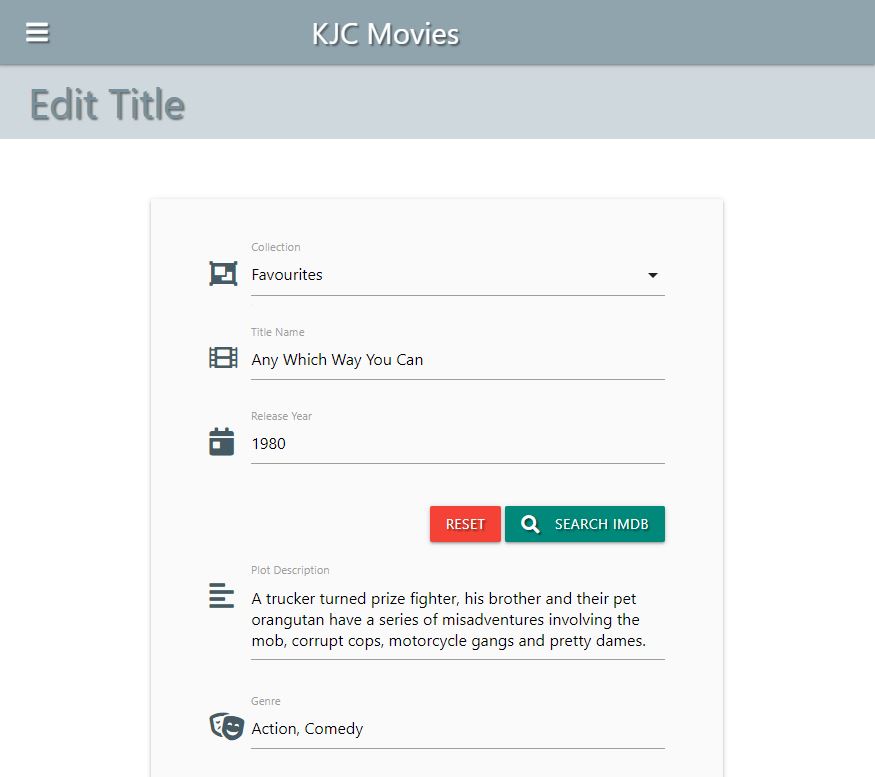 KJC Movies
Edit Title
Collection
Favourites
Title Name
Any Which Way You Can
Release Year
1980
RESET SEARCH IMDB
Plot Description
A trucker turned prize fighter, his brother and their pet
orangutan have a series of misadventures involving the
mob, corrupt cops, motorcycle gangs and pretty dames.
Genre
Action, Comedy